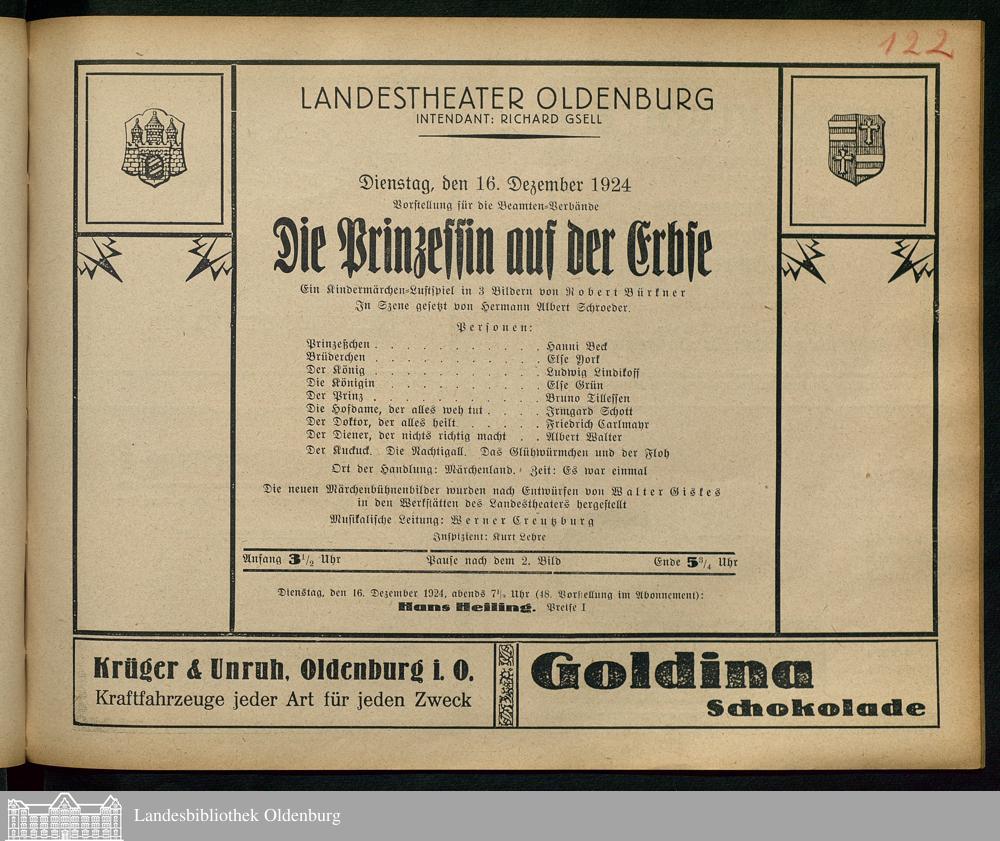 122
LANDESTHEATER OLDENBURG
INTENDANT: RICHARD GSELL
Dienstag, den 16. Dezember 1924
Vorstellung für die Beamten-Verbände
Die Prinzessin auf der Erbse
Ein Kindermärchen-Lustspiel in 3 Bildern von Robert Bürkner
In Szene gesetzt von Hermann Albert Schroeder.
Personen:
Prinzeßchen . . . . . . . . . . . . Hanni Beck
Brüderchen . . . . . . . . . . . . Else York
Der König . . . . . . . . . . . . Ludwig Lindikoff
Die Königin . . . . . . . . . . . Else Grün
Der Prinz . . . . . . . . . . . . Bruno Tillessen
Die Hofdame, der alles weh tut . . . . Irmgard Schott
Der Doktor, der alles heilt . . . . . . Friedrich Carlmayr
Der Diener, der nichts richtig macht . . Albert Walter
Der Kuckuck. Die Nachtigall. Das Glühwürmchen und der Floh
Ort der Handlung: Märchenland. Zeit: Es war einmal
Die neuen Märchenbühnenbilder wurden nach Entwürfen von Walter Giskes
in den Werkstätten des Landestheaters hergestellt
Musikalische Leitung: Werner Creutzburg
Inspizient: Kurt Lehre
Anfang 3 1/2 Uhr Pause nach dem 2. Bild Ende 5 3/4 Uhr
Dienstag, den 16. Dezember 1924, abends 7 1/2 Uhr (48. Vorstellung im Abonnement):
Hans Heiling. Preise I
Krüger & Unruh, Oldenburg i. O.
Kraftfahrzeuge jeder Art für jeden Zweck
Goldina
Schokolade
Landesbibliothek Oldenburg